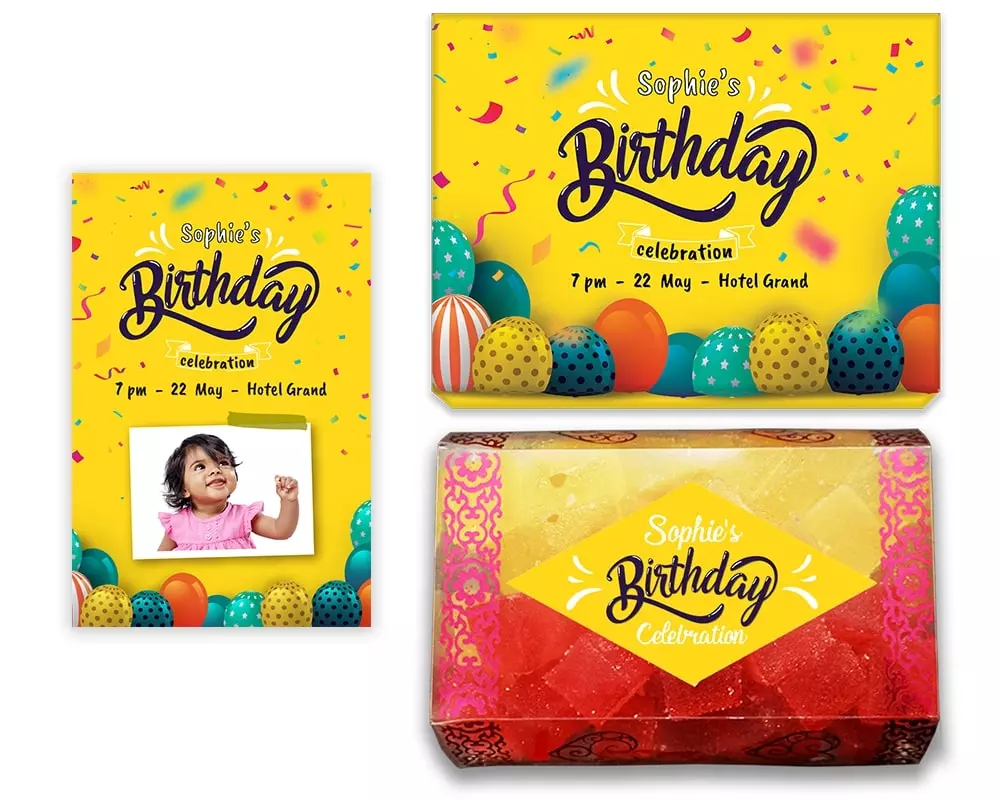 Sophie's
Birthday
celebration
7 pm - 22 May - Hotel Grand
Sophie's
Birthday
celebration
7 pm - 22 May - Hotel Grand
Sophie's
Birthday
Celebration